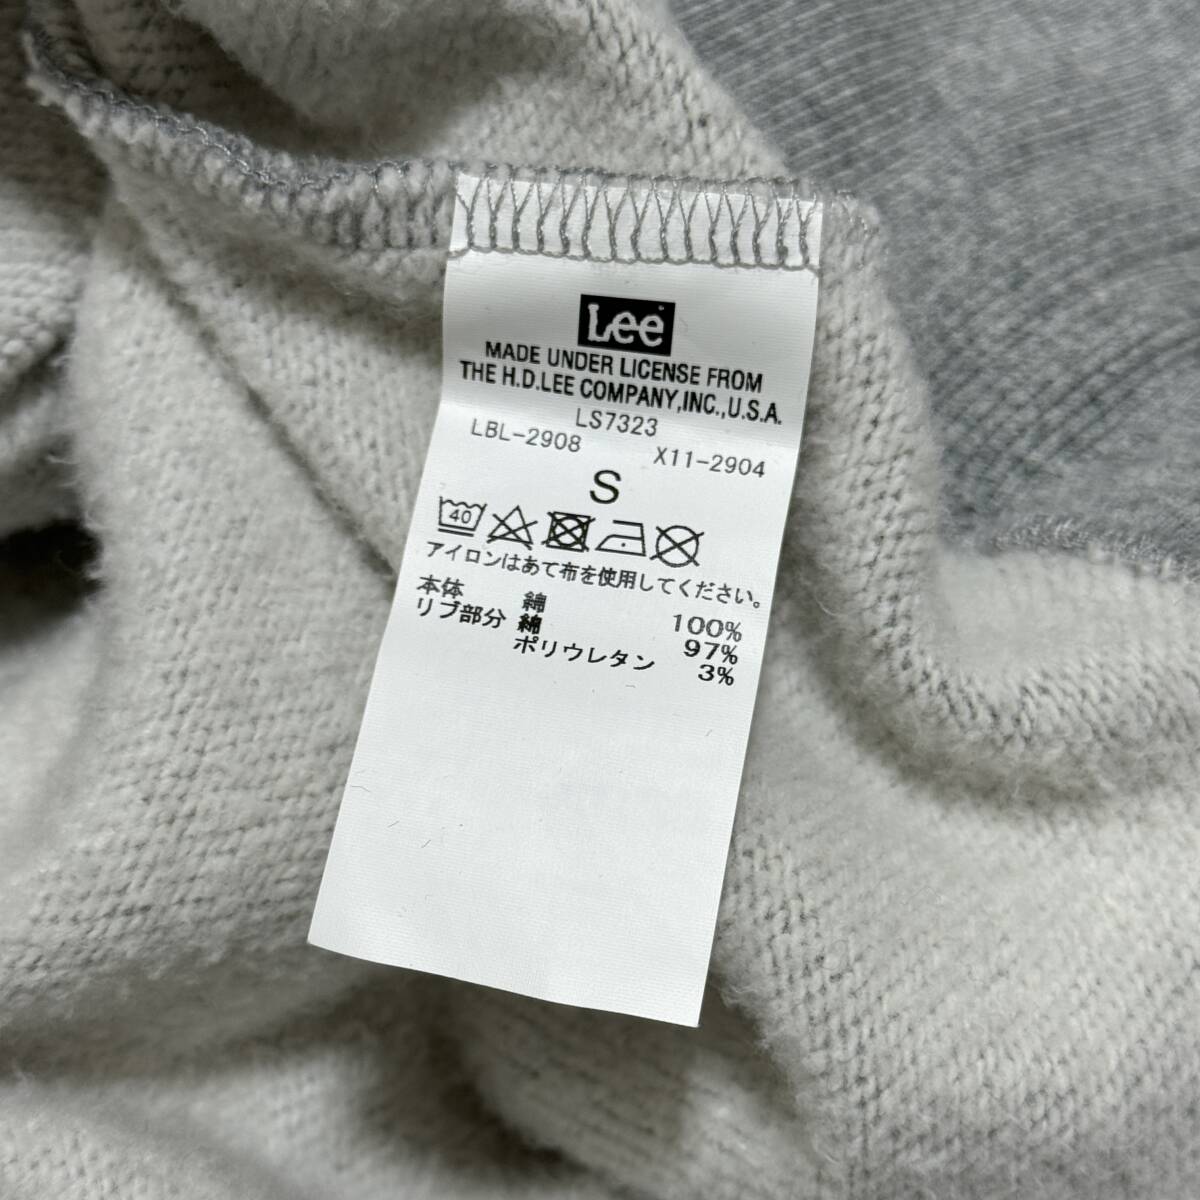 Lee
MADE UNDER LICENSE FROM
THE H.D.LEE COMPANY,INC.,U.S.A.
LS7323
LBL-2908 X11-2904
S
40
アイロンはあて布を使用してください。
本体 綿 100%
リブ部分 綿 97%
ポリウレタン 3%